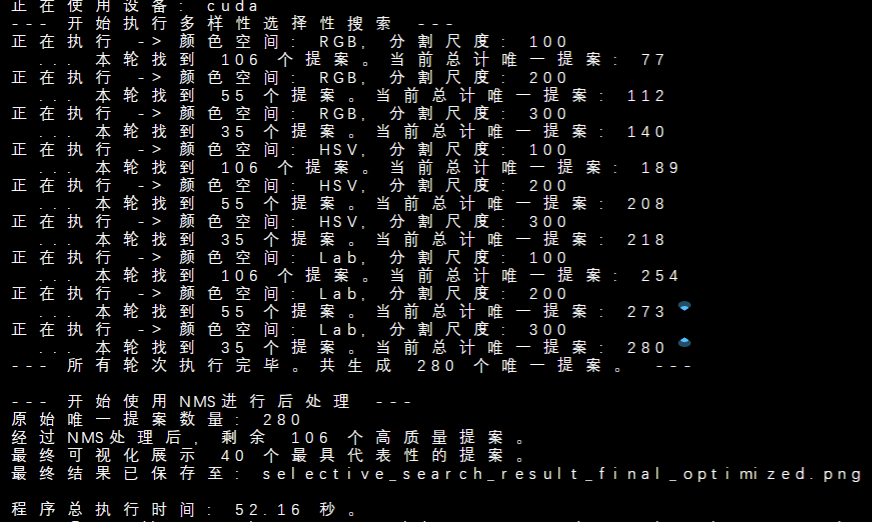 正在使用设备: cuda
--- 开始执行多样性选择性搜索 ---
正在执行 -> 颜色空间: RGB, 分割尺度: 100
... 本轮找到 106 个提案。当前总计唯一提案: 77
正在执行 -> 颜色空间: RGB, 分割尺度: 200
... 本轮找到 55 个提案。当前总计唯一提案: 112
正在执行 -> 颜色空间: RGB, 分割尺度: 300
... 本轮找到 35 个提案。当前总计唯一提案: 140
正在执行 -> 颜色空间: HSV, 分割尺度: 100
... 本轮找到 106 个提案。当前总计唯一提案: 189
正在执行 -> 颜色空间: HSV, 分割尺度: 200
... 本轮找到 55 个提案。当前总计唯一提案: 208
正在执行 -> 颜色空间: HSV, 分割尺度: 300
... 本轮找到 35 个提案。当前总计唯一提案: 218
正在执行 -> 颜色空间: Lab, 分割尺度: 100
... 本轮找到 106 个提案。当前总计唯一提案: 254
正在执行 -> 颜色空间: Lab, 分割尺度: 200
... 本轮找到 55 个提案。当前总计唯一提案: 273
正在执行 -> 颜色空间: Lab, 分割尺度: 300
... 本轮找到 35 个提案。当前总计唯一提案: 280
--- 所有轮次执行完毕。共生成 280 个唯一提案。 ---
--- 开始使用NMS进行后处理 ---
原始唯一提案数量: 280
经过NMS处理后, 剩余 106 个高质量提案。
最终可视化展示 40 个最具代表性的提案。
最终结果已保存至: selective_search_result_final_optimized.png
程序总执行时间: 52.16 秒。